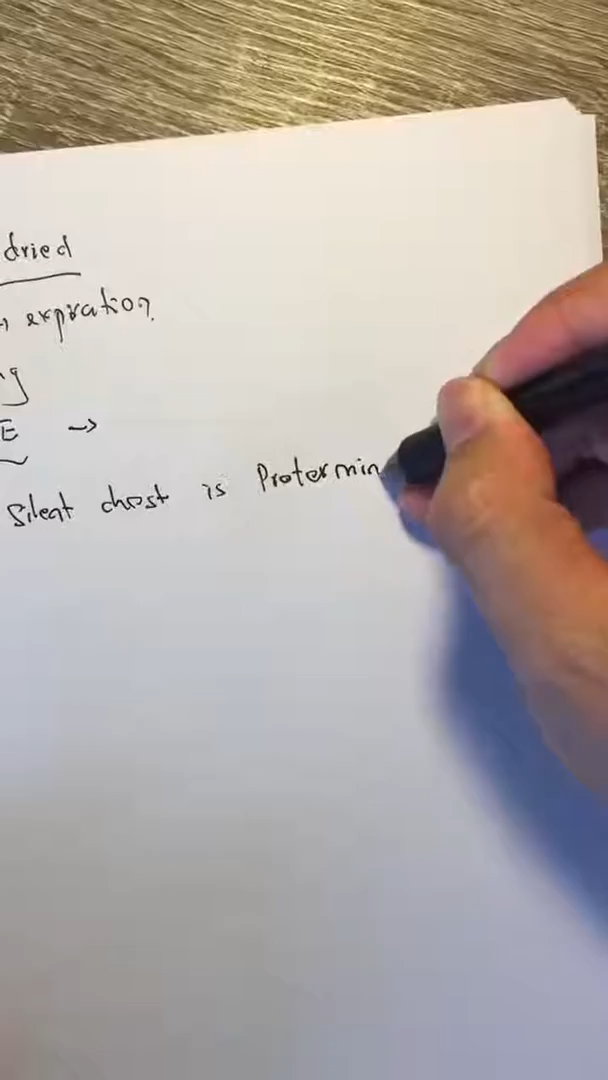 dried
expiration
g
E →
Silent chest is Protermin